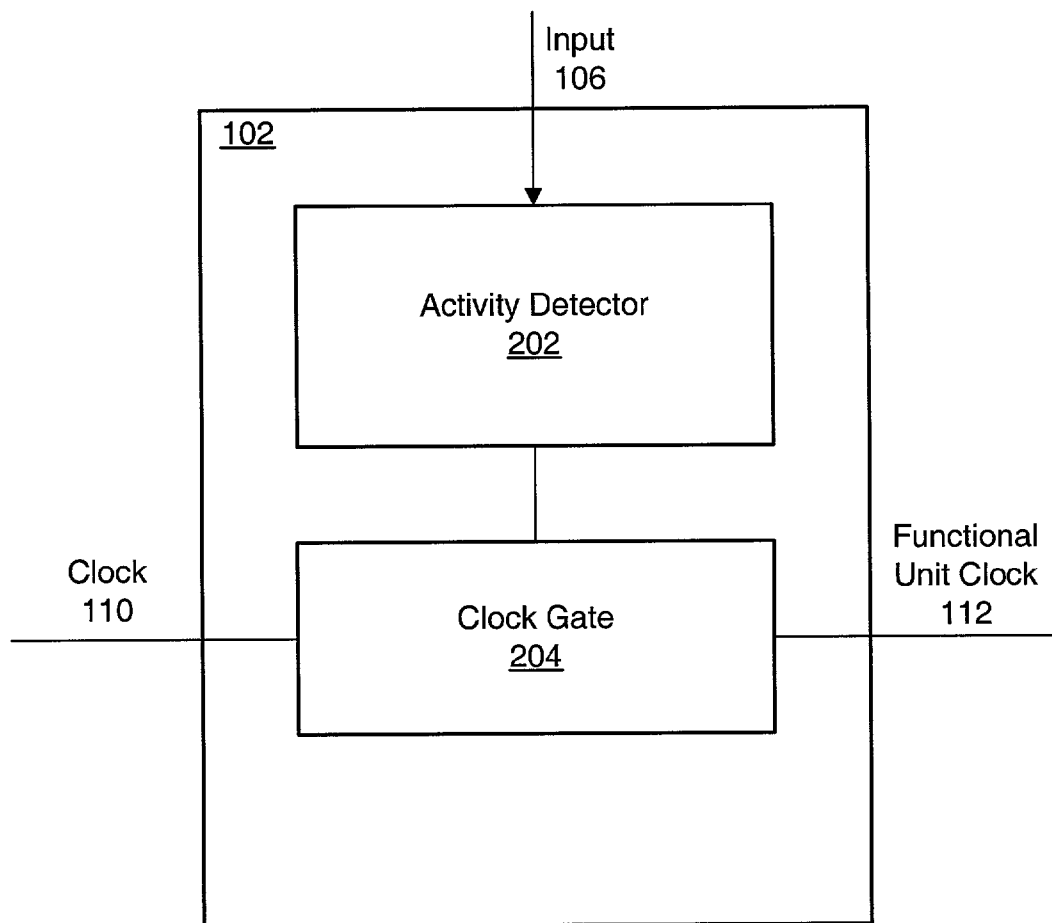 Input
106
102
Activity Detector
202
Clock
110
Clock Gate
204
Functional
Unit Clock
112